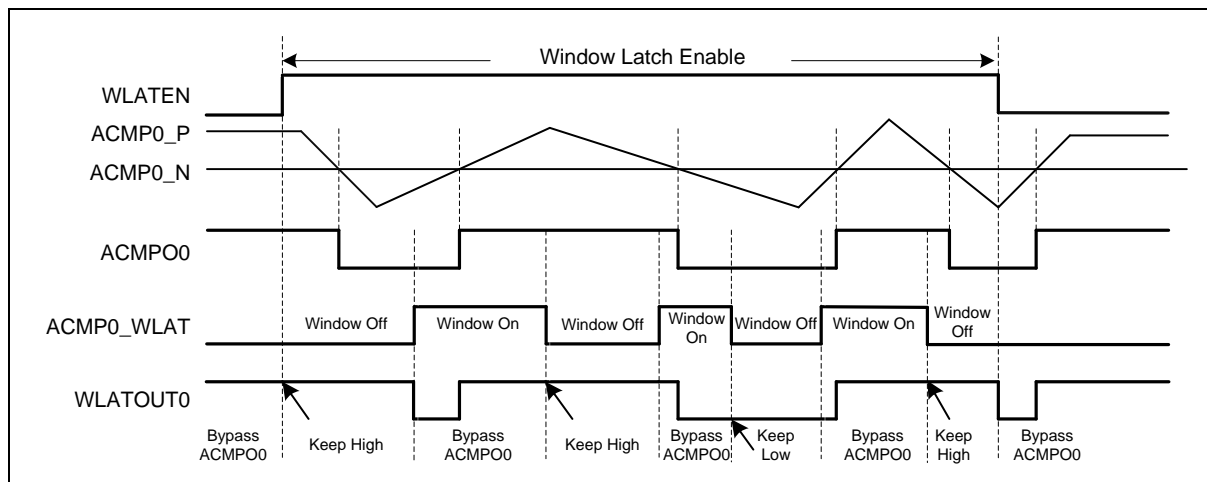 Window Latch Enable
WLATEN
ACMP0_P
ACMP0_N
ACMPO0
ACMP0_WLAT
Window Off
Window On
Window Off
Window
On
Window Off
Window On
Window
Off
WLATOUT0
Bypass
ACMPO0
Keep High
Bypass
ACMPO0
Keep High
Bypass
ACMPO0
Keep
Low
Bypass
ACMPO0
Keep
High
Bypass
ACMPO0